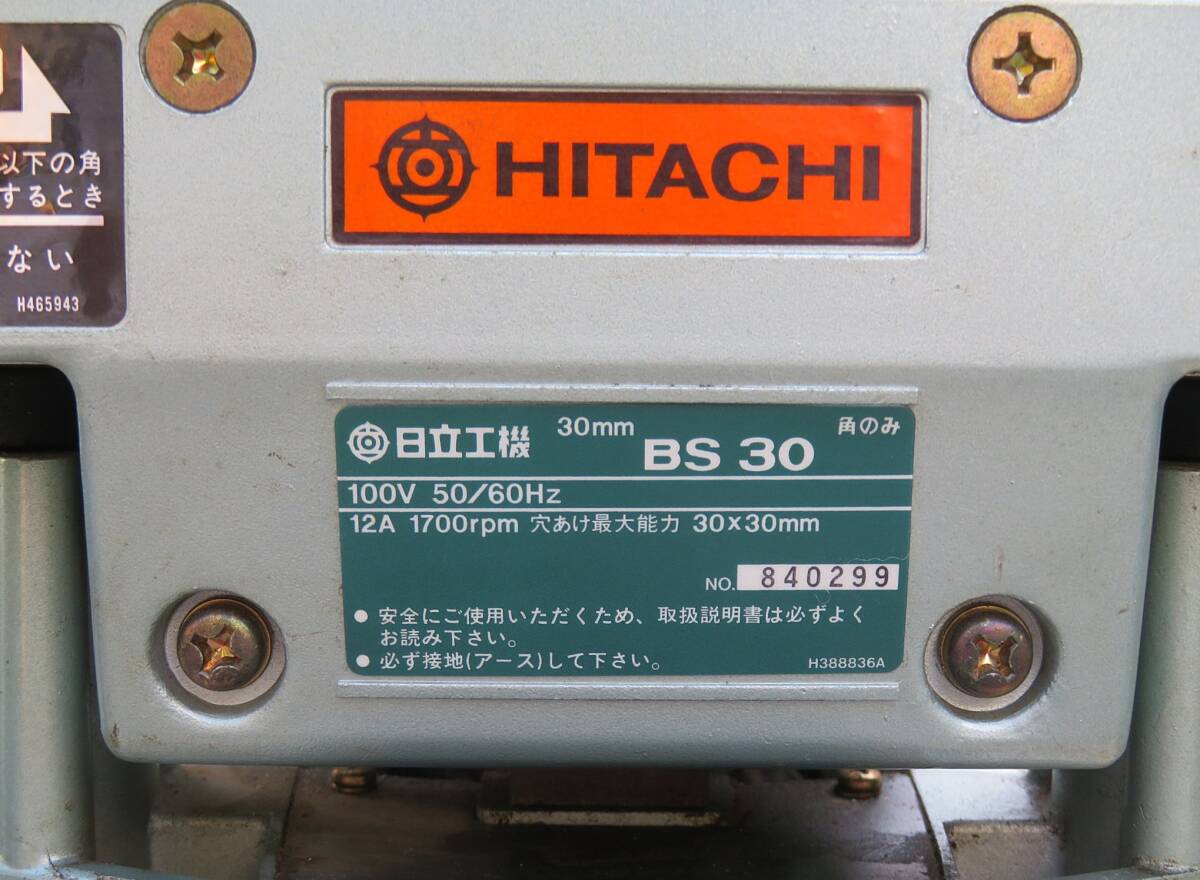 以下の角
するとき
ない
H465943
HITACHI
日立工機 30mm BS 30 角のみ
100V 50/60Hz
12A 1700rpm 穴あけ最大能力 30×30mm
NO. 840299
● 安全にご使用いただくため、取扱説明書は必ずよく
お読み下さい。
● 必ず接地(アース)して下さい。
H388836A